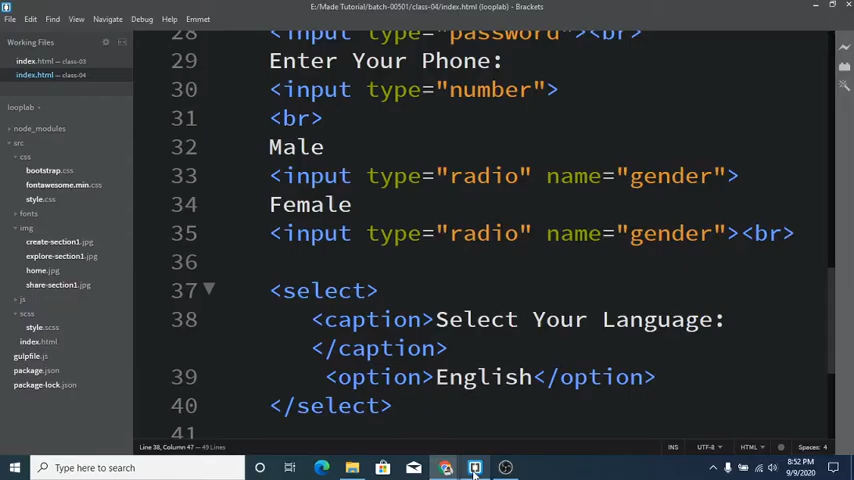 E:/Made Tutorial/batch-00501/class-04/index.html (looplab) - Brackets
File Edit Find View Navigate Debug Help Emmet
Working Files
index.html — class-03
index.html — class-04
looplab
node_modules
src
css
bootstrap.css
fontawesome.min.css
style.css
fonts
img
create-section1.jpg
explore-section1.jpg
home.jpg
share-section1.jpg
js
scss
style.scss
index.html
gulpfile.js
package.json
package-lock.json
28 <input type="password"><br>
29 Enter Your Phone:
30 <input type="number">
31 <br>
32 Male
33 <input type="radio" name="gender">
34 Female
35 <input type="radio" name="gender"><br>
36
37 <select>
38 <caption>Select Your Language:
</caption>
39 <option>English</option>
40 </select>
41
Line 38, Column 47 — 49 Lines
INS UTF-8 HTML Spaces: 4
Type here to search
8:52 PM
9/9/2020